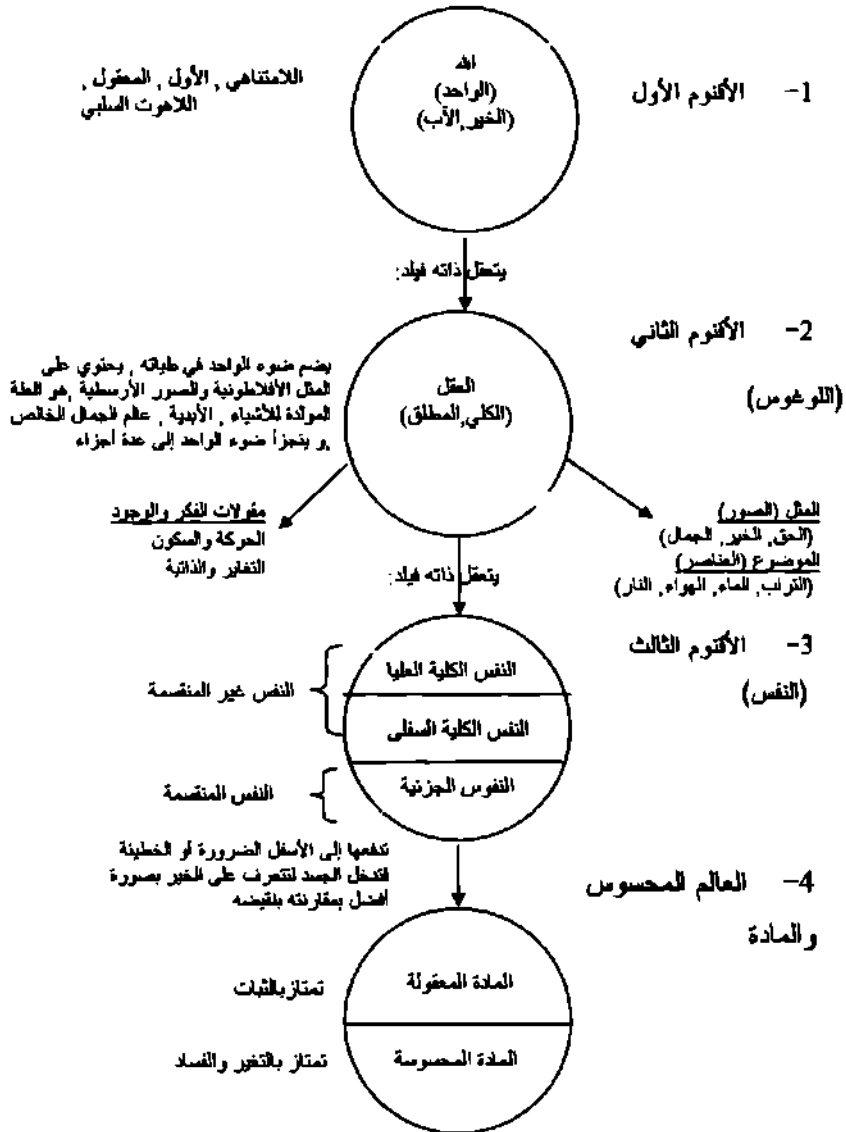 1- الأقنوم الأول
الله
(الواحد)
(الخير,الآب)
اللامتناهي , الأول , المعقول ,
اللاهوت السلبي
يتعقل ذاته فيلد:
2- الأقنوم الثاني
(اللوغوس)
العقل
(الكلي,المطلق)
يضم ضوء الواحد في طياته , يحتوي على
المثل الأفلاطونية والصور الأرسطية ,هو العلة
المولدة للأشياء , الأبدية , عالم الجمال الخالص
,و يتجزأ ضوء الواحد إلى عدة أجزاء
المثل (الصور)
(الحق, الخير, الجمال)
الموضوع (العناصر)
(التراب, الماء, الهواء, النار)
مقولات الفكر والوجود
الحركة والسكون
التغاير والذاتية
يتعقل ذاته فيلد:
3- الأقنوم الثالث
(النفس)
النفس الكلية العليا
النفس الكلية السفلى
النفوس الجزئية
النفس غير المنقسمة
النفس المنقسمة
تدفعها إلى الأسفل الضرورة أو الخطيئة
فتدخل الجسد لتتعرف على الخير بصورة
أفضل بمقارنته بنقيضه
4- العالم المحسوس
والمادة
المادة المعقولة
تمتاز بالثبات
المادة المحسوسة
تمتاز بالتغير والفساد